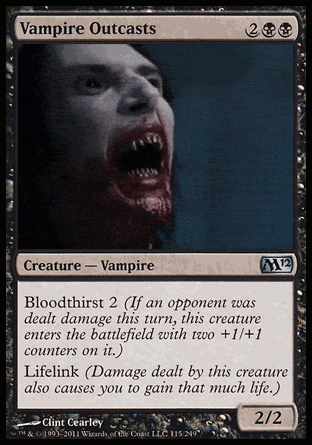 Vampire Outcasts 2
Creature — Vampire M12
Bloodthirst 2 (If an opponent was
dealt damage this turn, this creature
enters the battlefield with two +1/+1
counters on it.)
Lifelink (Damage dealt by this creature
also causes you to gain that much life.)
Clint Cearley
™ & © 1993–2011 Wizards of the Coast LLC 115/249
2/2